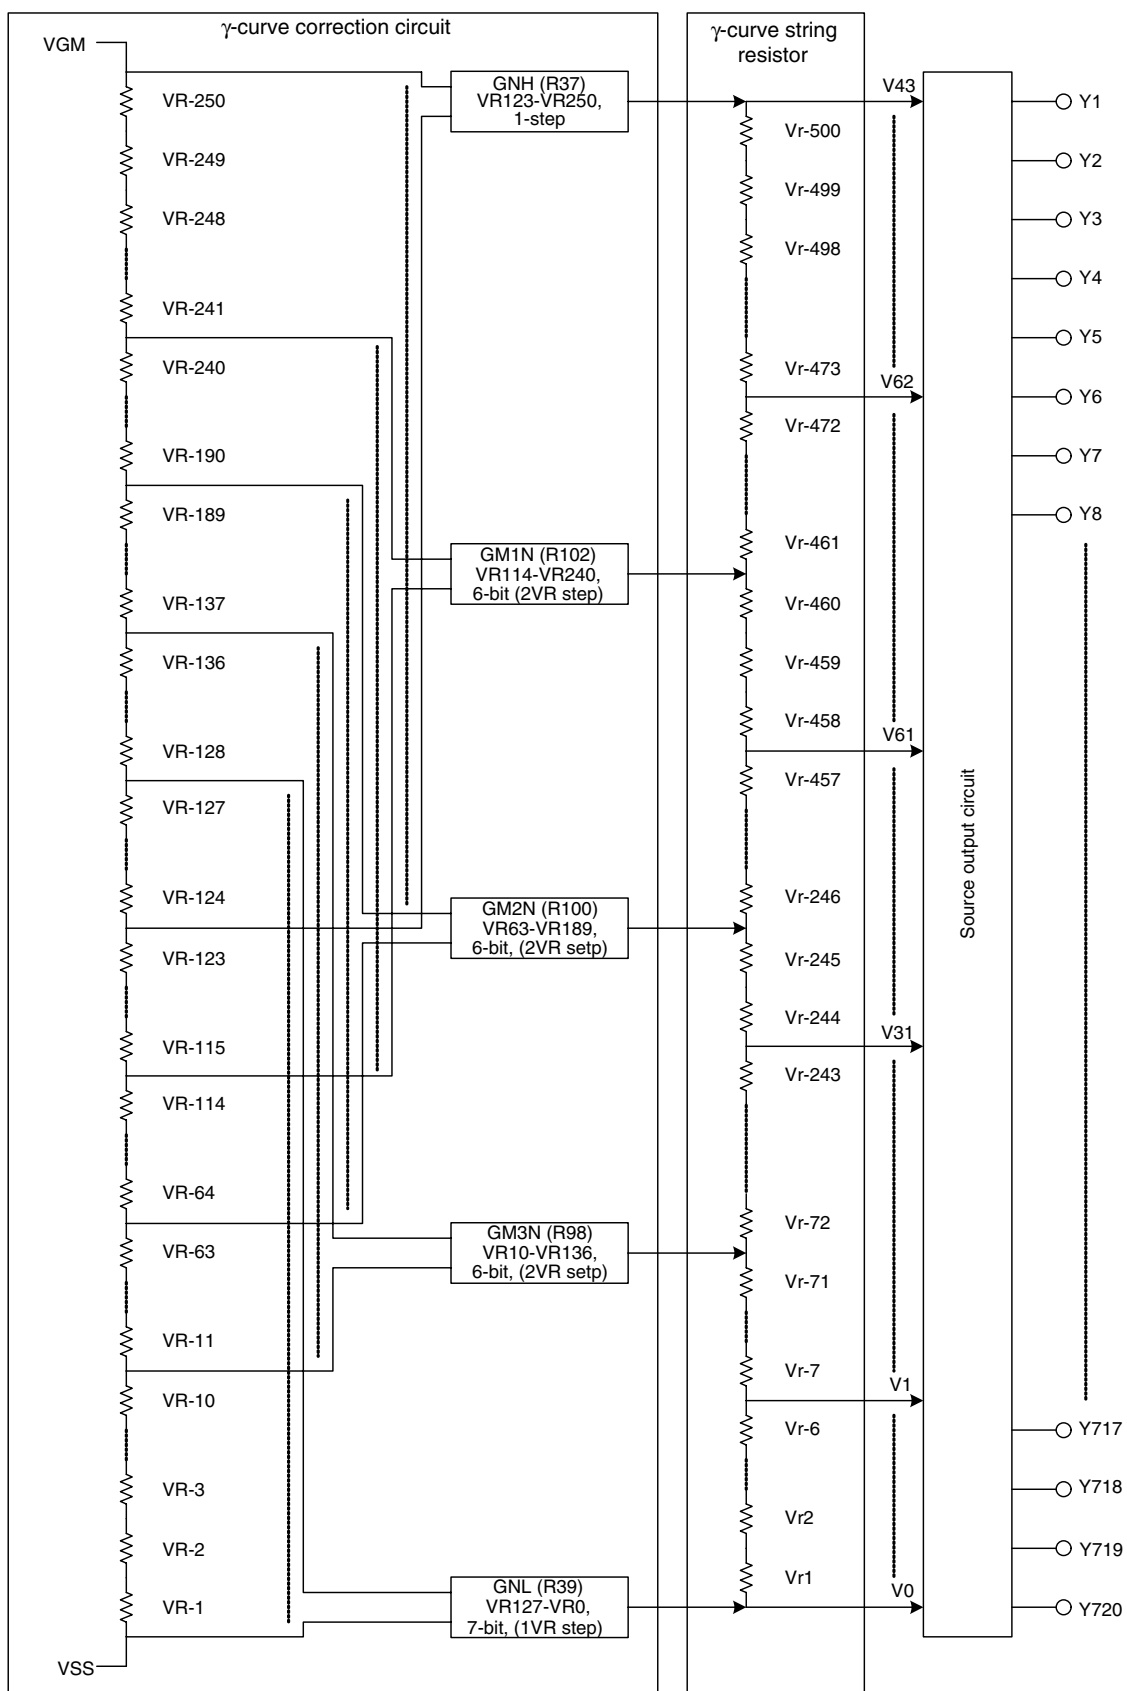 γ-curve correction circuit
γ-curve string
resistor
VGM
VR-250
VR-249
VR-248
VR-241
VR-240
VR-190
VR-189
VR-137
VR-136
VR-128
VR-127
VR-124
VR-123
VR-115
VR-114
VR-64
VR-63
VR-11
VR-10
VR-3
VR-2
VR-1
VSS
GNH (R37)
VR123-VR250,
1-step
GM1N (R102)
VR114-VR240,
6-bit (2VR step)
GM2N (R100)
VR63-VR189,
6-bit, (2VR setp)
GM3N (R98)
VR10-VR136,
6-bit, (2VR setp)
GNL (R39)
VR127-VR0,
7-bit, (1VR step)
Vr-500
Vr-499
Vr-498
Vr-473
Vr-472
Vr-461
Vr-460
Vr-459
Vr-458
Vr-457
Vr-246
Vr-245
Vr-244
Vr-243
Vr-72
Vr-71
Vr-7
Vr-6
Vr2
Vr1
V43
V62
V61
V31
V1
V0
Source output circuit
Y1
Y2
Y3
Y4
Y5
Y6
Y7
Y8
Y717
Y718
Y719
Y720